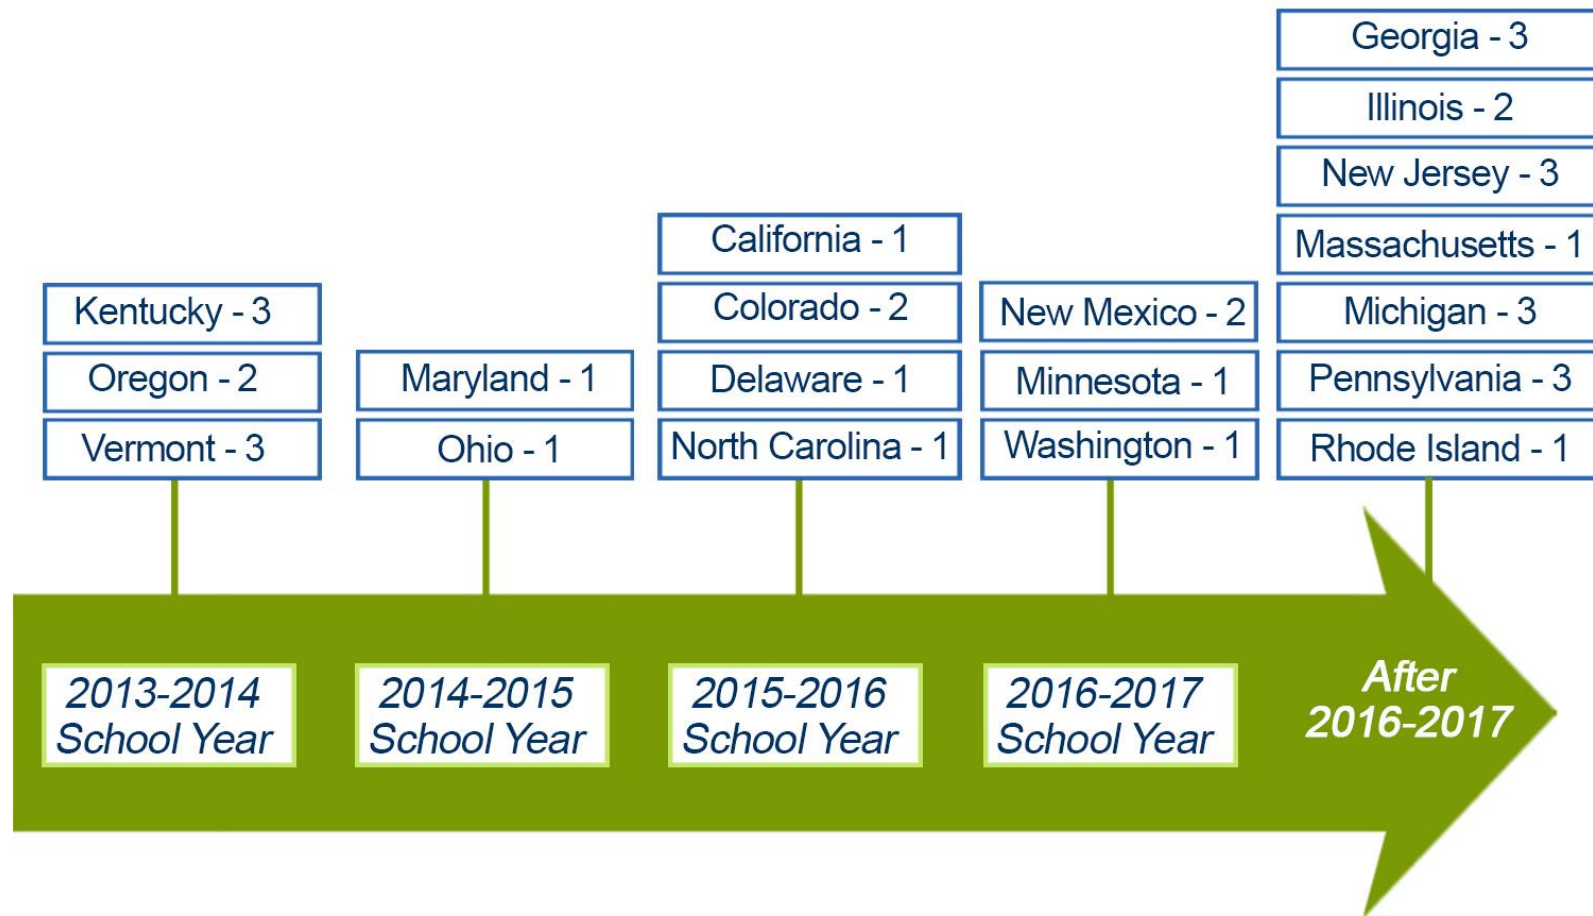 Kentucky - 3
Oregon - 2
Vermont - 3
Maryland - 1
Ohio - 1
California - 1
Colorado - 2
Delaware - 1
North Carolina - 1
New Mexico - 2
Minnesota - 1
Washington - 1
Georgia - 3
Illinois - 2
New Jersey - 3
Massachusetts - 1
Michigan - 3
Pennsylvania - 3
Rhode Island - 1
2013-2014
School Year
2014-2015
School Year
2015-2016
School Year
2016-2017
School Year
After
2016-2017